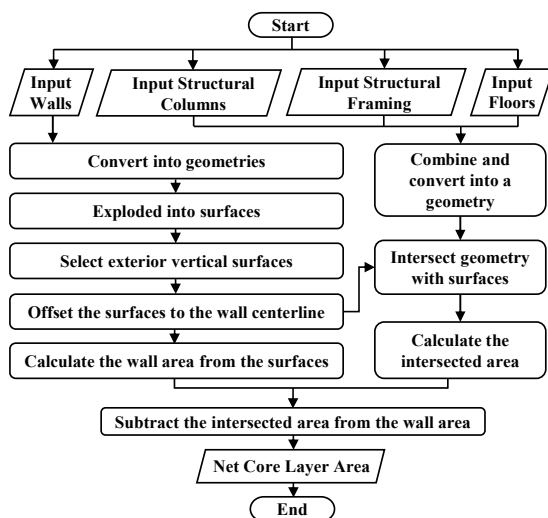 Start
Input
Walls
Input Structural
Columns
Input Structural
Framing
Input
Floors
Convert into geometries
Exploded into surfaces
Select exterior vertical surfaces
Offset the surfaces to the wall centerline
Calculate the wall area from the surfaces
Combine and
convert into a
geometry
Intersect geometry
with surfaces
Calculate the
intersected area
Subtract the intersected area from the wall area
Net Core Layer Area
End